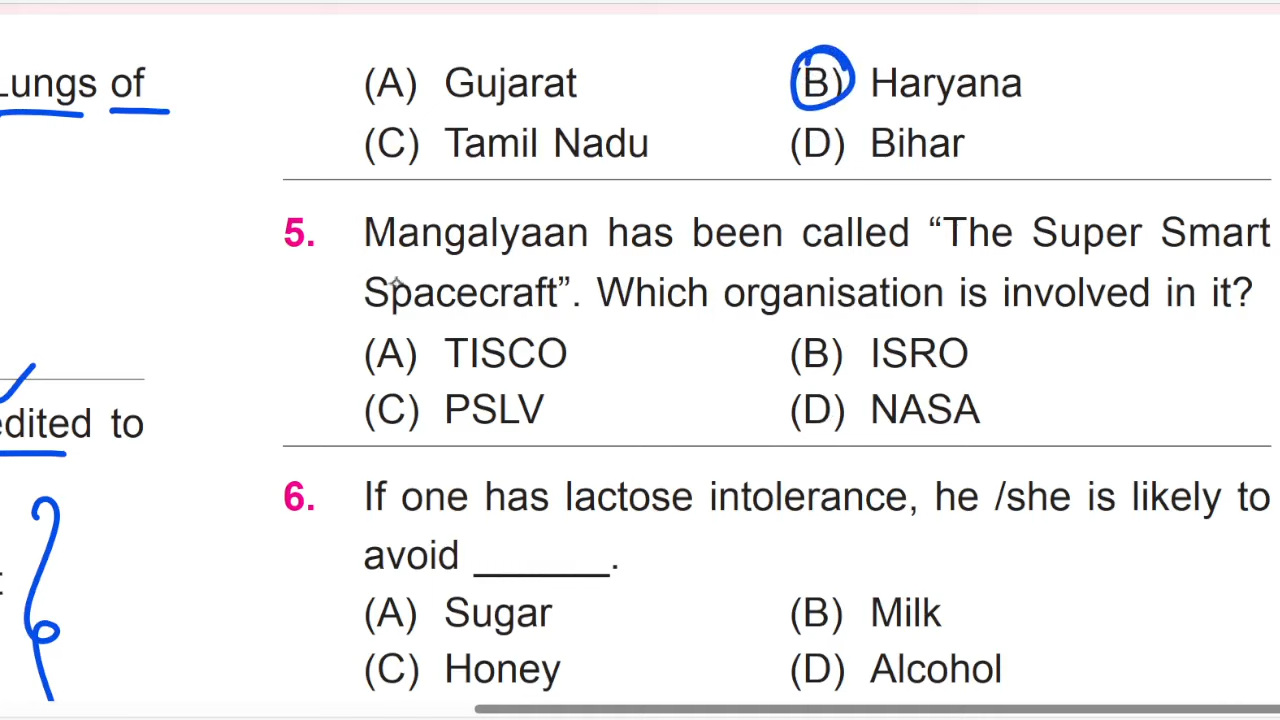 Lungs of
edited to
(A) Gujarat (B) Haryana
(C) Tamil Nadu (D) Bihar
5. Mangalyaan has been called “The Super Smart
Spacecraft”. Which organisation is involved in it?
(A) TISCO (B) ISRO
(C) PSLV (D) NASA
6. If one has lactose intolerance, he /she is likely to
avoid ______.
(A) Sugar (B) Milk
(C) Honey (D) Alcohol